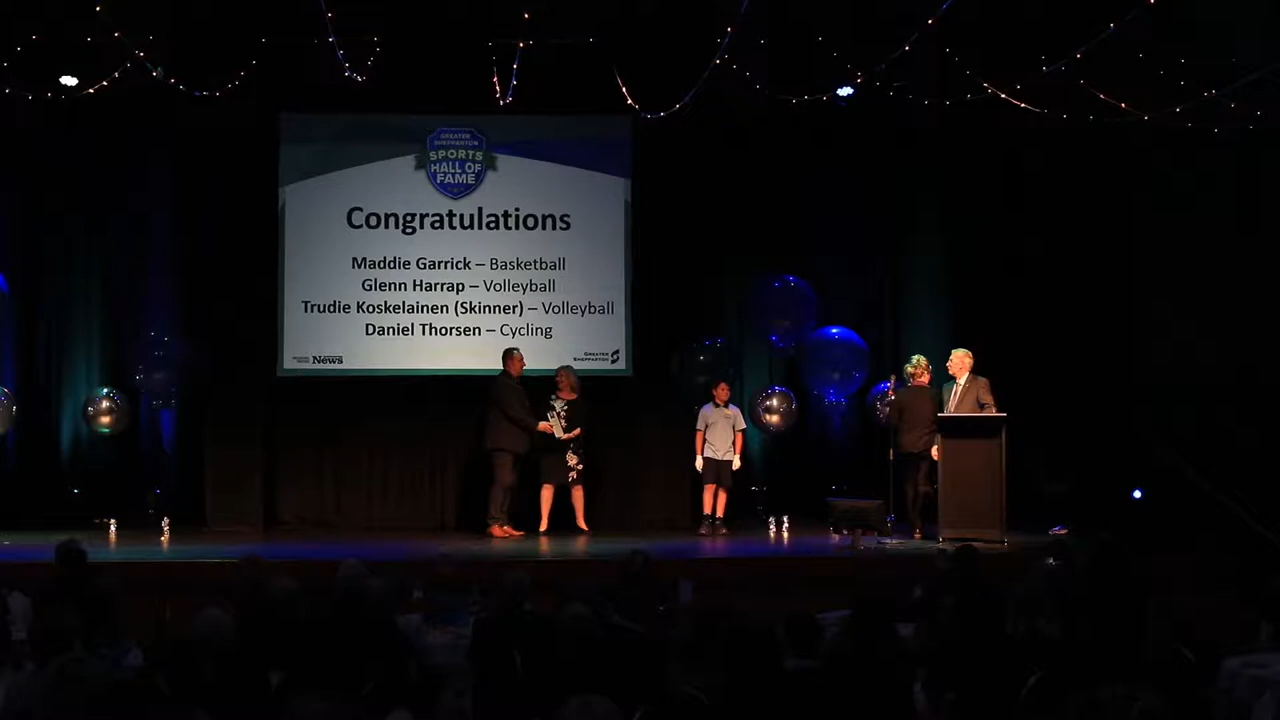 GREATER
SHEPPARTON
SPORTS
HALL OF
FAME
Congratulations
Maddie Garrick – Basketball
Glenn Harrap – Volleyball
Trudie Koskelainen (Skinner) – Volleyball
Daniel Thorsen – Cycling
News
GREATER
SHEPPARTON